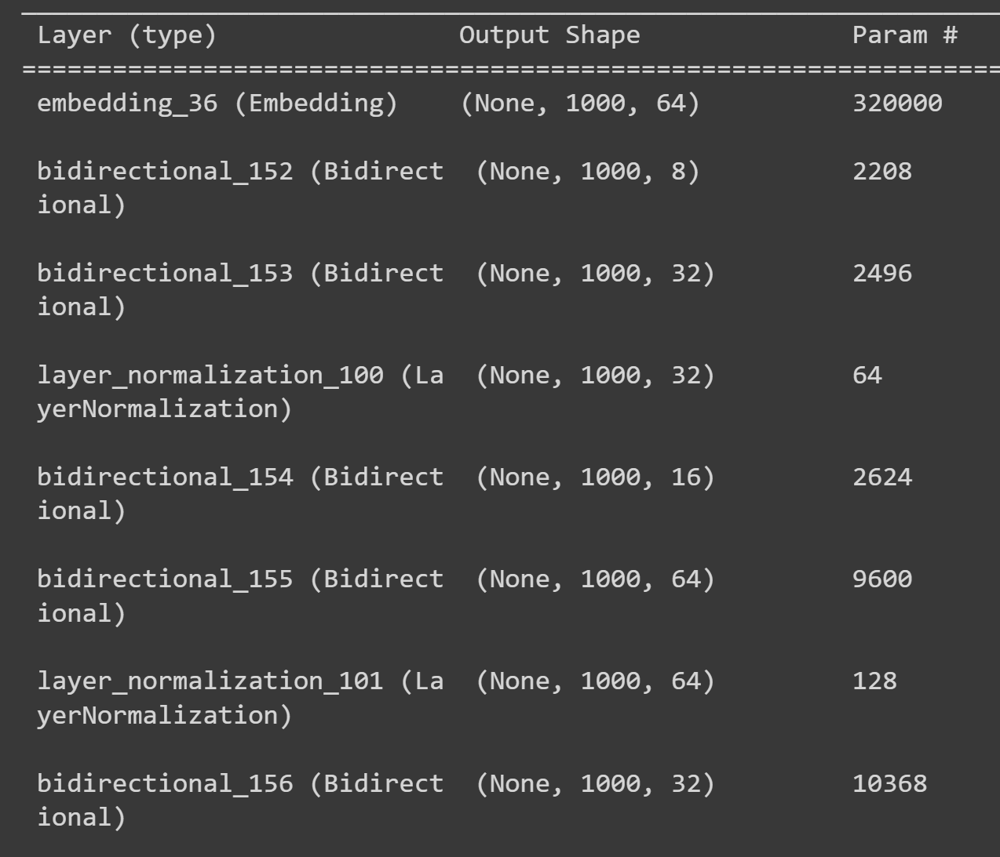 Layer (type) Output Shape Param #
embedding_36 (Embedding) (None, 1000, 64) 320000
bidirectional_152 (Bidirect (None, 1000, 8) 2208
ional)
bidirectional_153 (Bidirect (None, 1000, 32) 2496
ional)
layer_normalization_100 (La (None, 1000, 32) 64
yerNormalization)
bidirectional_154 (Bidirect (None, 1000, 16) 2624
ional)
bidirectional_155 (Bidirect (None, 1000, 64) 9600
ional)
layer_normalization_101 (La (None, 1000, 64) 128
yerNormalization)
bidirectional_156 (Bidirect (None, 1000, 32) 10368
ional)